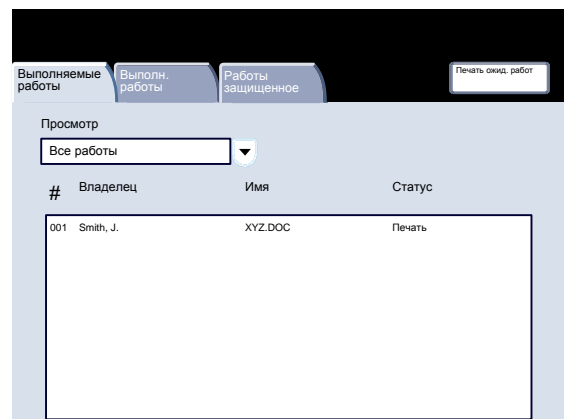 Выполняемые
работы
Выполн.
работы
Работы
защищенное
Печать ожид. работ
Просмотр
Все работы
# Владелец Имя Статус
001 Smith, J. XYZ.DOC Печать